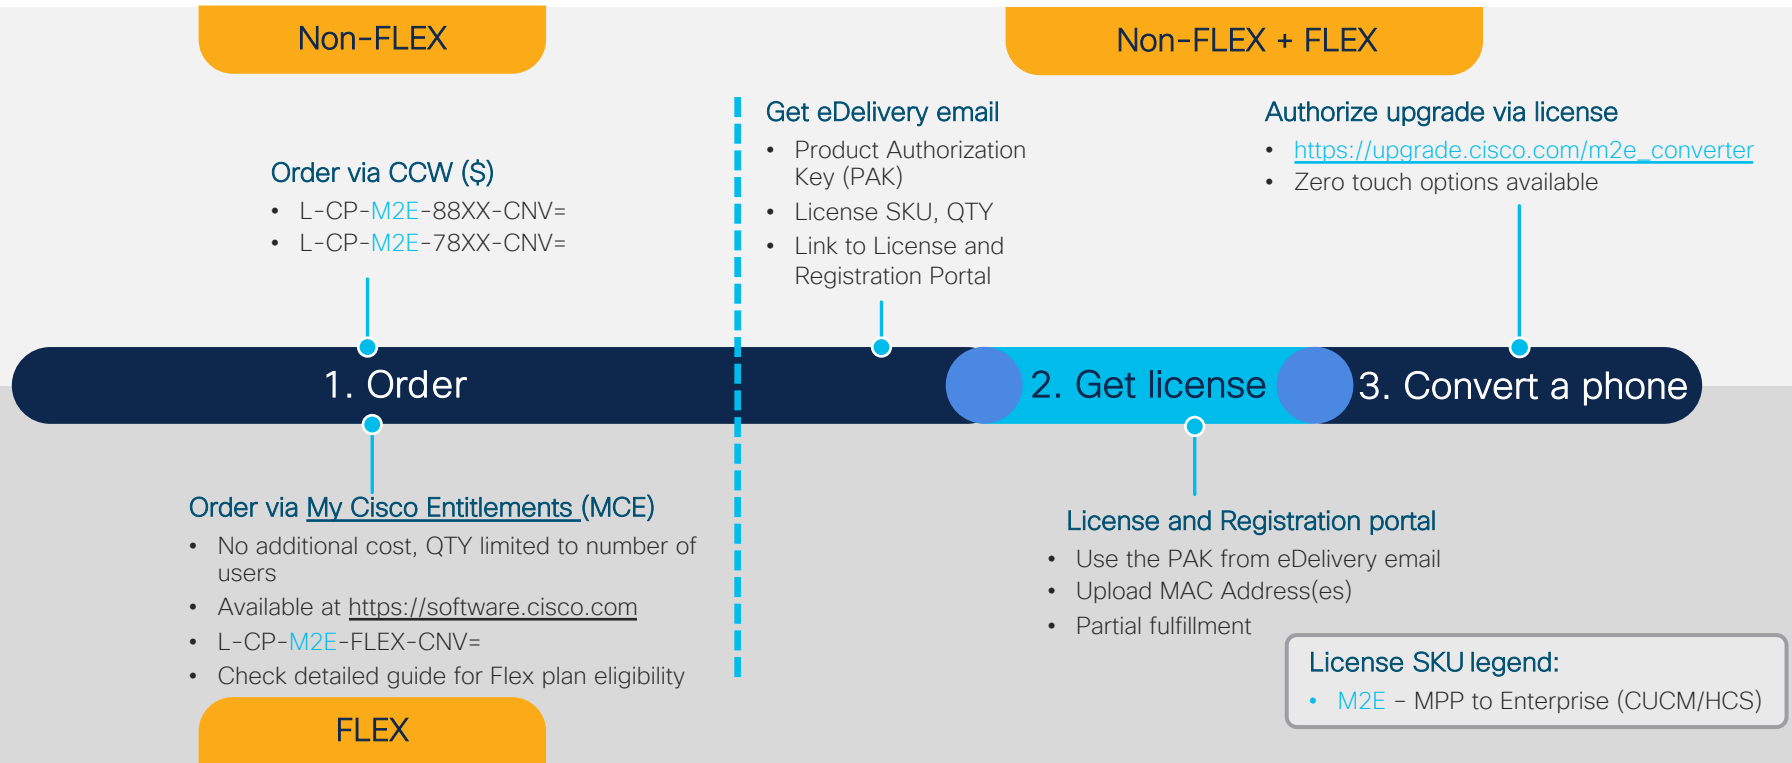 Non-FLEX
Non-FLEX + FLEX
Order via CCW ($)
• L-CP-M2E-88XX-CNV=
• L-CP-M2E-78XX-CNV=
Get eDelivery email
• Product Authorization
Key (PAK)
• License SKU, QTY
• Link to License and
Registration Portal
Authorize upgrade via license
• https://upgrade.cisco.com/m2e_converter
• Zero touch options available
1. Order
2. Get license
3. Convert a phone
Order via My Cisco Entitlements (MCE)
• No additional cost, QTY limited to number of
users
• Available at https://software.cisco.com
• L-CP-M2E-FLEX-CNV=
• Check detailed guide for Flex plan eligibility
FLEX
License and Registration portal
• Use the PAK from eDelivery email
• Upload MAC Address(es)
• Partial fulfillment
License SKU legend:
• M2E – MPP to Enterprise (CUCM/HCS)